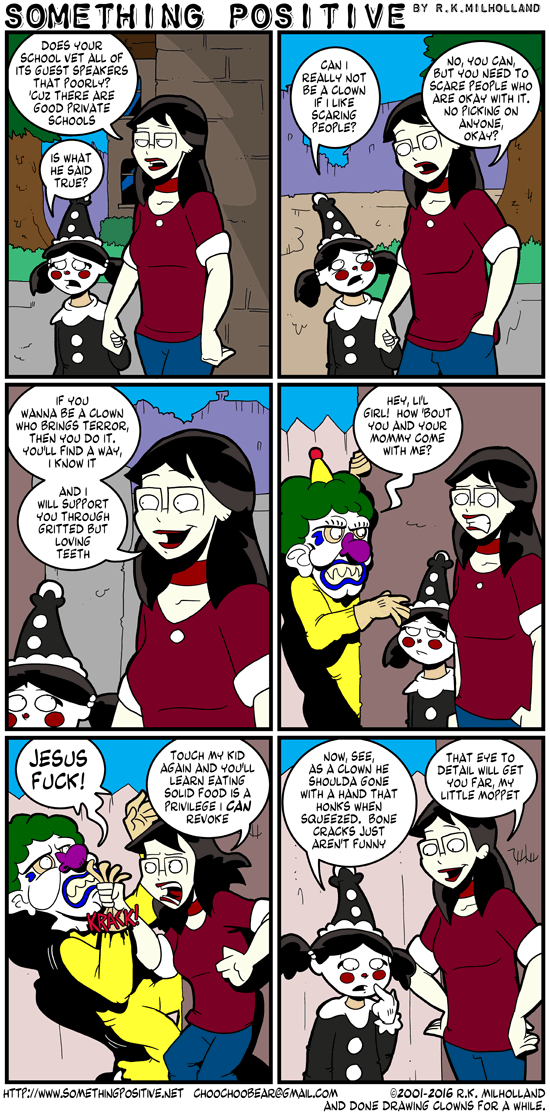 SOMETHING POSITIVE BY R.K.MILHOLLAND
DOES YOUR
SCHOOL VET ALL OF
ITS GUEST SPEAKERS
THAT POORLY?
'CUZ THERE ARE
GOOD PRIVATE
SCHOOLS
IS WHAT
HE SAID
TRUE?
CAN I
REALLY NOT
BE A CLOWN
IF I LIKE
SCARING
PEOPLE?
NO, YOU CAN,
BUT YOU NEED TO
SCARE PEOPLE WHO
ARE OKAY WITH IT.
NO PICKING ON
ANYONE,
OKAY?
IF YOU
WANNA BE A CLOWN
WHO BRINGS TERROR,
THEN YOU DO IT.
YOU'LL FIND A WAY,
I KNOW IT
AND I
WILL SUPPORT
YOU THROUGH
GRITTED BUT
LOVING
TEETH
HEY, LI'L
GIRL! HOW 'BOUT
YOU AND YOUR
MOMMY COME
WITH ME?
JESUS
FUCK!
TOUCH MY KID
AGAIN AND YOU'LL
LEARN EATING
SOLID FOOD IS A
PRIVILEGE I CAN
REVOKE
KRACK!
NOW, SEE,
AS A CLOWN HE
SHOULDA GONE
WITH A HAND THAT
HONKS WHEN
SQUEEZED. BONE
CRACKS JUST
AREN'T FUNNY
THAT EYE TO
DETAIL WILL GET
YOU FAR, MY
LITTLE MOPPET
HTTP://WWW.SOMETHINGPOSITIVE.NET CHOOCHOOBEAR@GMAIL.COM ©2001-2016 R.K. MILHOLLAND
AND DONE DRAWING CLOWNS FOR A WHILE.